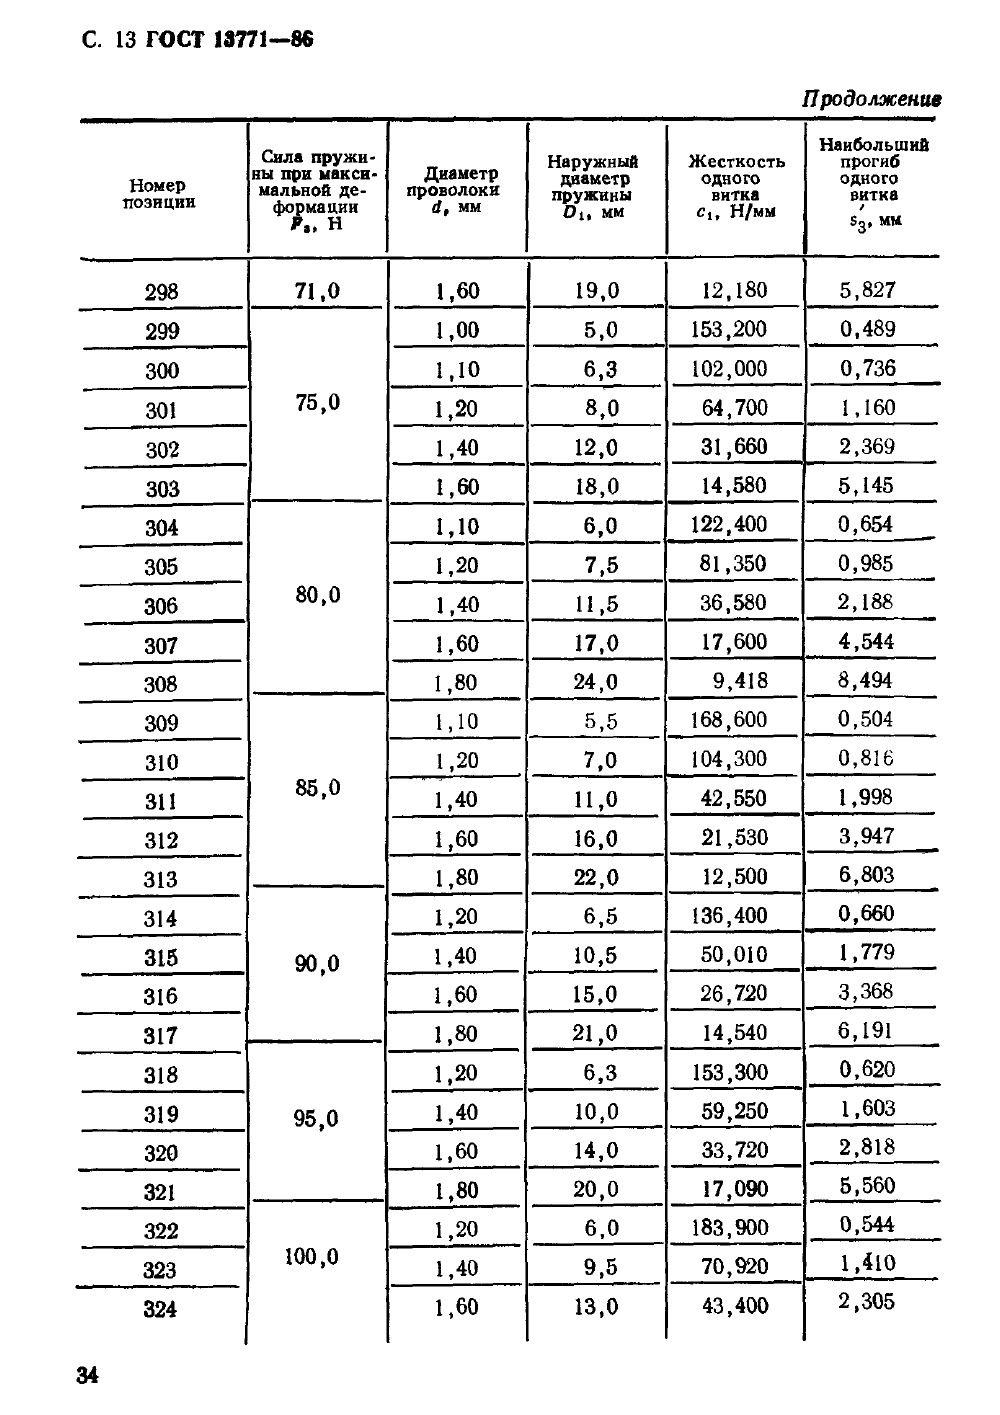 С. 13 ГОСТ 13771—86
Продолжение
Номер позиции | Сила пружи-ны при макси-мальной де-формации P₃, Н | Диаметр проволоки d, мм | Наружный диаметр пружины D₁, мм | Жесткость одного витка c₁, Н/мм | Наибольший прогиб одного витка s₃′, мм
298 | 71,0 | 1,60 | 19,0 | 12,180 | 5,827
299 | 75,0 | 1,00 | 5,0 | 153,200 | 0,489
300 | 1,10 | 6,3 | 102,000 | 0,736
301 | 1,20 | 8,0 | 64,700 | 1,160
302 | 1,40 | 12,0 | 31,660 | 2,369
303 | 1,60 | 18,0 | 14,580 | 5,145
304 | 80,0 | 1,10 | 6,0 | 122,400 | 0,654
305 | 1,20 | 7,5 | 81,350 | 0,985
306 | 1,40 | 11,5 | 36,580 | 2,188
307 | 1,60 | 17,0 | 17,600 | 4,544
308 | 1,80 | 24,0 | 9,418 | 8,494
309 | 85,0 | 1,10 | 5,5 | 168,600 | 0,504
310 | 1,20 | 7,0 | 104,300 | 0,816
311 | 1,40 | 11,0 | 42,550 | 1,998
312 | 1,60 | 16,0 | 21,530 | 3,947
313 | 1,80 | 22,0 | 12,500 | 6,803
314 | 90,0 | 1,20 | 6,5 | 136,400 | 0,660
315 | 1,40 | 10,5 | 50,010 | 1,779
316 | 1,60 | 15,0 | 26,720 | 3,368
317 | 1,80 | 21,0 | 14,540 | 6,191
318 | 95,0 | 1,20 | 6,3 | 153,300 | 0,620
319 | 1,40 | 10,0 | 59,250 | 1,603
320 | 1,60 | 14,0 | 33,720 | 2,818
321 | 1,80 | 20,0 | 17,090 | 5,560
322 | 100,0 | 1,20 | 6,0 | 183,900 | 0,544
323 | 1,40 | 9,5 | 70,920 | 1,410
324 | 1,60 | 13,0 | 43,400 | 2,305
34